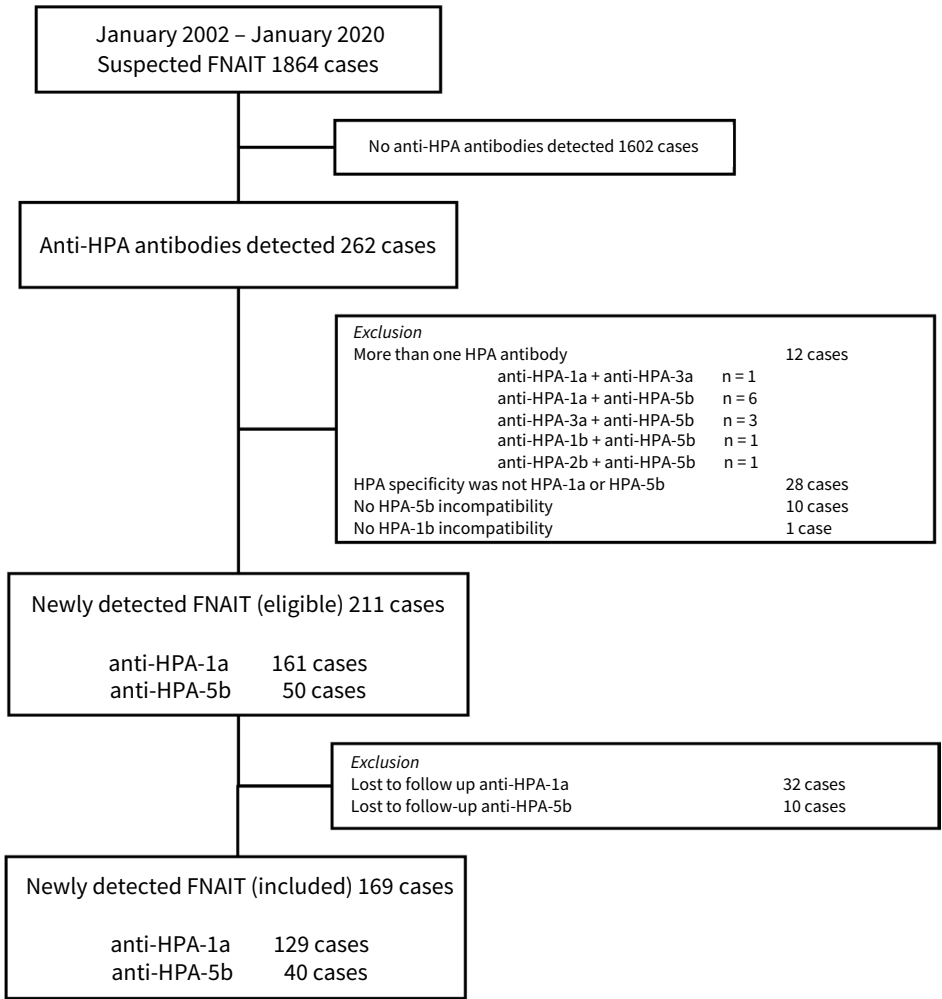 January 2002 – January 2020
Suspected FNAIT 1864 cases
No anti-HPA antibodies detected 1602 cases
Anti-HPA antibodies detected 262 cases
Exclusion
More than one HPA antibody 12 cases
anti-HPA-1a + anti-HPA-3a n = 1
anti-HPA-1a + anti-HPA-5b n = 6
anti-HPA-3a + anti-HPA-5b n = 3
anti-HPA-1b + anti-HPA-5b n = 1
anti-HPA-2b + anti-HPA-5b n = 1
HPA specificity was not HPA-1a or HPA-5b 28 cases
No HPA-5b incompatibility 10 cases
No HPA-1b incompatibility 1 case
Newly detected FNAIT (eligible) 211 cases
anti-HPA-1a 161 cases
anti-HPA-5b 50 cases
Exclusion
Lost to follow up anti-HPA-1a 32 cases
Lost to follow-up anti-HPA-5b 10 cases
Newly detected FNAIT (included) 169 cases
anti-HPA-1a 129 cases
anti-HPA-5b 40 cases